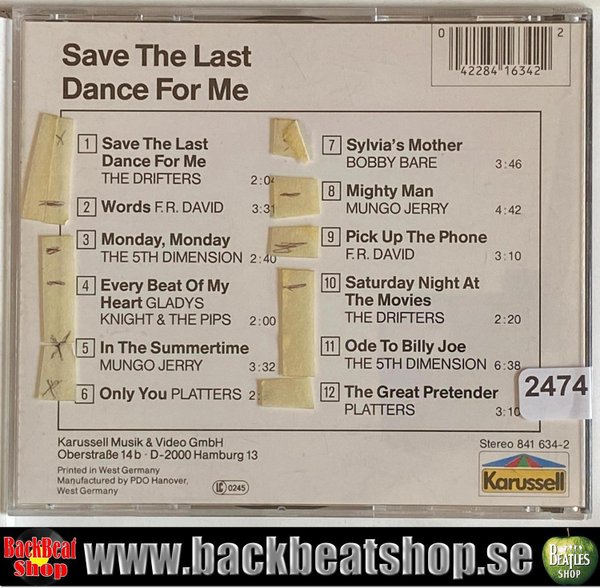 Save The Last
Dance For Me
0 42284 16342 2
1 Save The Last
Dance For Me
THE DRIFTERS 2:04
2 Words F.R. DAVID 3:31
3 Monday, Monday
THE 5TH DIMENSION 2:40
4 Every Beat Of My
Heart GLADYS
KNIGHT & THE PIPS 2:00
5 In The Summertime
MUNGO JERRY 3:32
6 Only You PLATTERS
7 Sylvia's Mother
BOBBY BARE 3:46
8 Mighty Man
MUNGO JERRY 4:42
9 Pick Up The Phone
F.R. DAVID 3:10
10 Saturday Night At
The Movies
THE DRIFTERS 2:20
11 Ode To Billy Joe
THE 5TH DIMENSION 6:38
12 The Great Pretender
PLATTERS 3:10
2474
Karussell Musik & Video GmbH
Oberstraße 14b · D-2000 Hamburg 13
Printed in West Germany
Manufactured by PDO Hanover,
West Germany
LC 0245
Stereo 841 634-2
Karussell
BackBeat
Shop
www.backbeatshop.se
BEATLES
SHOP